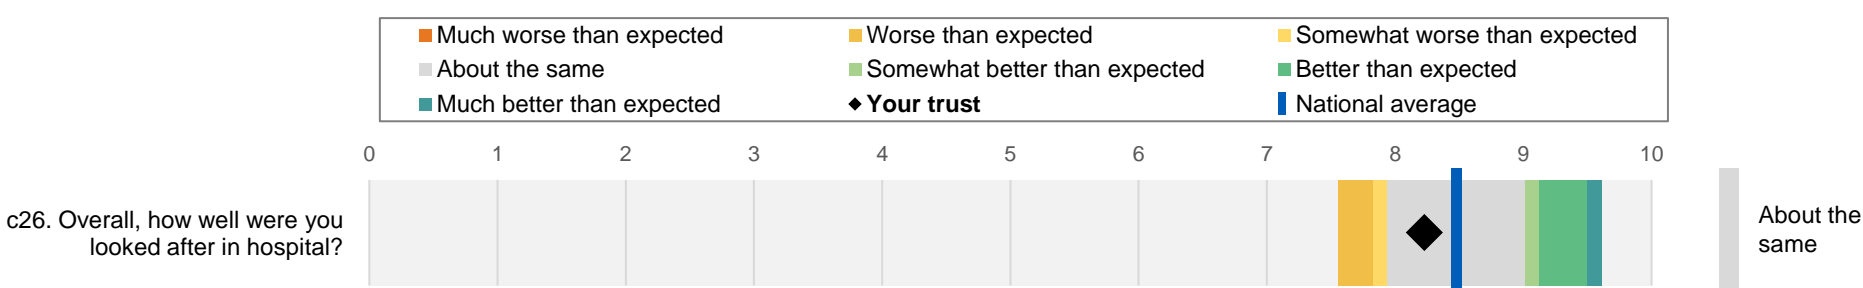 Much worse than expected
Worse than expected
Somewhat worse than expected
About the same
Somewhat better than expected
Better than expected
Much better than expected
Your trust
National average
0 1 2 3 4 5 6 7 8 9 10
c26. Overall, how well were you
looked after in hospital?
About the
same